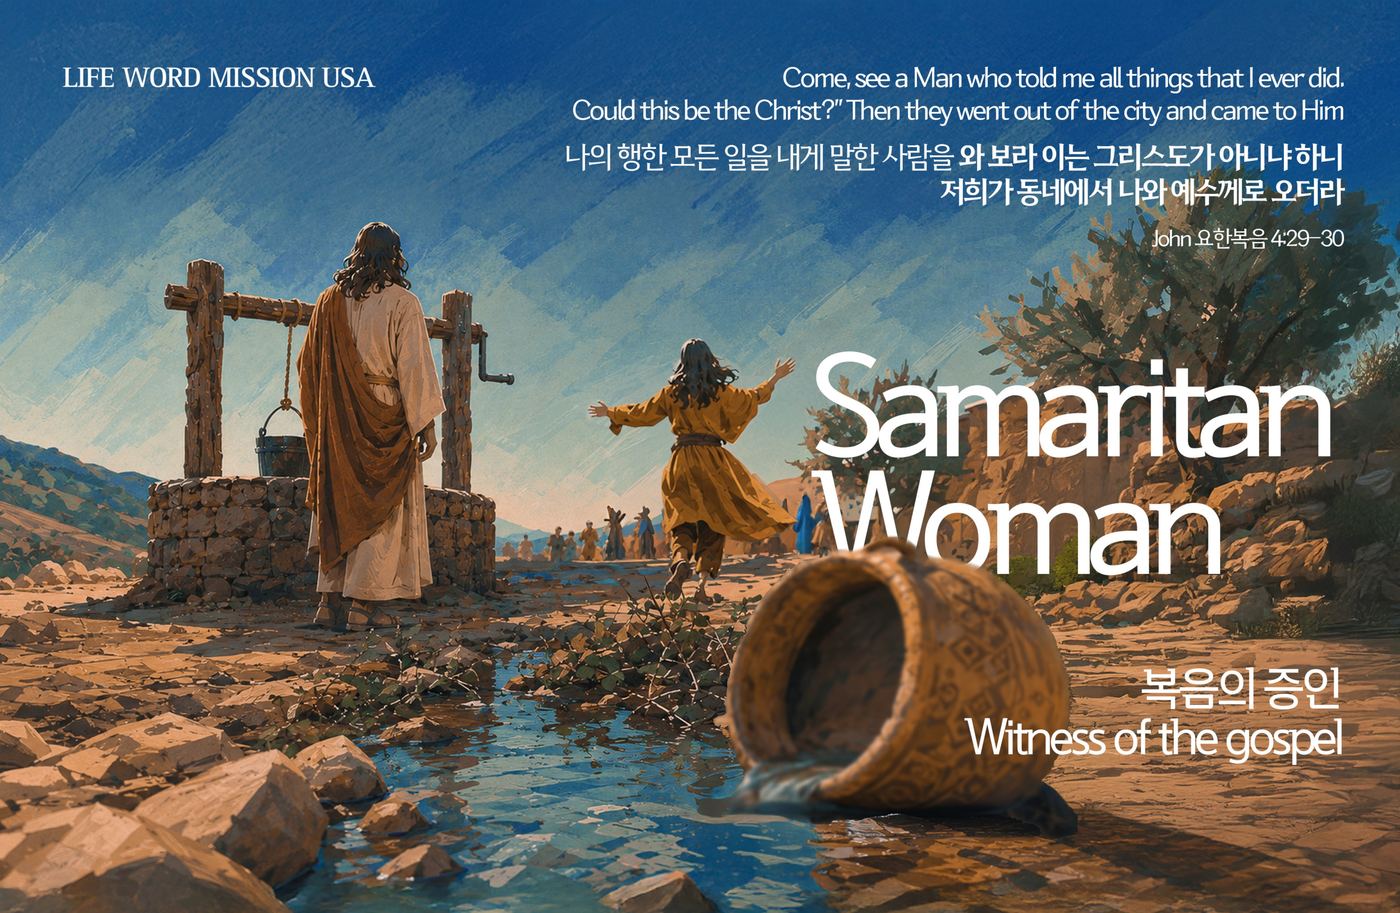 LIFE WORD MISSION USA
Come, see a Man who told me all things that I ever did.
Could this be the Christ?" Then they went out of the city and came to Him
나의 행한 모든 일을 내게 말한 사람을 와 보라 이는 그리스도가 아니냐 하니
저희가 동네에서 나와 예수께로 오더라
John 요한복음 4:29-30
Samaritan
Woman
복음의 증인
Witness of the gospel